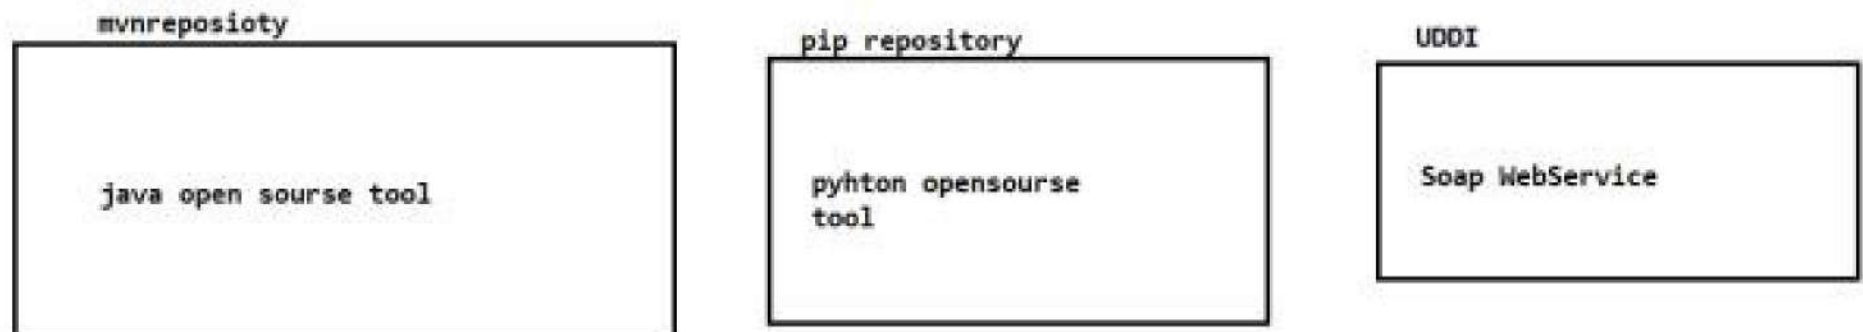 mvnreposioty
java open sourse tool
pip repository
pyhton opensourse
tool
UDDI
Soap WebService